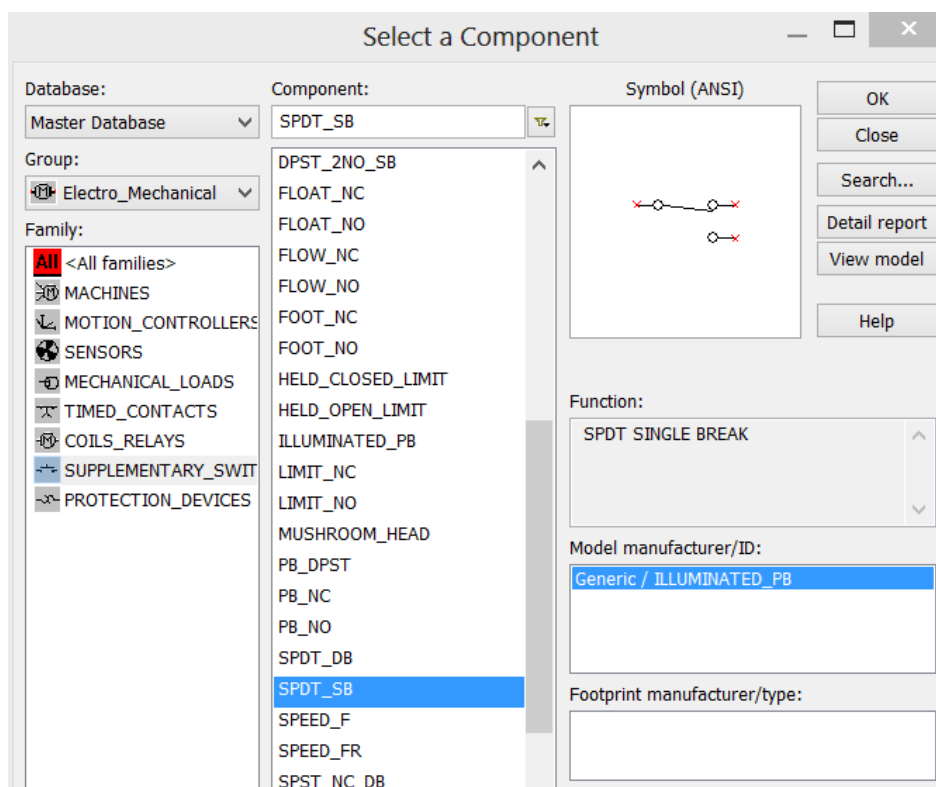 Select a Component
Database:
Master Database
Group:
Electro_Mechanical
Family:
All <All families>
MACHINES
MOTION_CONTROLLERS
SENSORS
MECHANICAL_LOADS
TIMED_CONTACTS
COILS_RELAYS
SUPPLEMENTARY_SWIT
PROTECTION_DEVICES
Component:
SPDT_SB
DPST_2NO_SB
FLOAT_NC
FLOAT_NO
FLOW_NC
FLOW_NO
FOOT_NC
FOOT_NO
HELD_CLOSED_LIMIT
HELD_OPEN_LIMIT
ILLUMINATED_PB
LIMIT_NC
LIMIT_NO
MUSHROOM_HEAD
PB_DPST
PB_NC
PB_NO
SPDT_DB
SPDT_SB
SPEED_F
SPEED_FR
SPST_NC_DB
Symbol (ANSI)
Function:
SPDT SINGLE BREAK
Model manufacturer/ID:
Generic / ILLUMINATED_PB
Footprint manufacturer/type:
OK
Close
Search...
Detail report
View model
Help